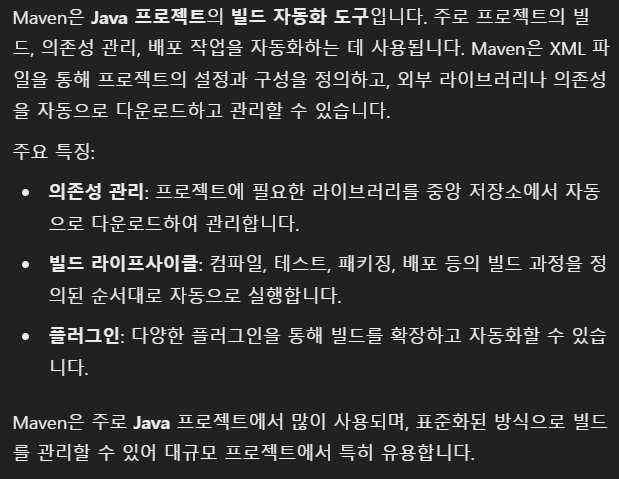 Maven은 Java 프로젝트의 빌드 자동화 도구입니다. 주로 프로젝트의 빌
드, 의존성 관리, 배포 작업을 자동화하는 데 사용됩니다. Maven은 XML 파
일을 통해 프로젝트의 설정과 구성을 정의하고, 외부 라이브러리나 의존성
을 자동으로 다운로드하고 관리할 수 있습니다.
주요 특징:
• 의존성 관리: 프로젝트에 필요한 라이브러리를 중앙 저장소에서 자동
으로 다운로드하여 관리합니다.
• 빌드 라이프사이클: 컴파일, 테스트, 패키징, 배포 등의 빌드 과정을 정
의된 순서대로 자동으로 실행합니다.
• 플러그인: 다양한 플러그인을 통해 빌드를 확장하고 자동화할 수 있습
니다.
Maven은 주로 Java 프로젝트에서 많이 사용되며, 표준화된 방식으로 빌드
를 관리할 수 있어 대규모 프로젝트에서 특히 유용합니다.